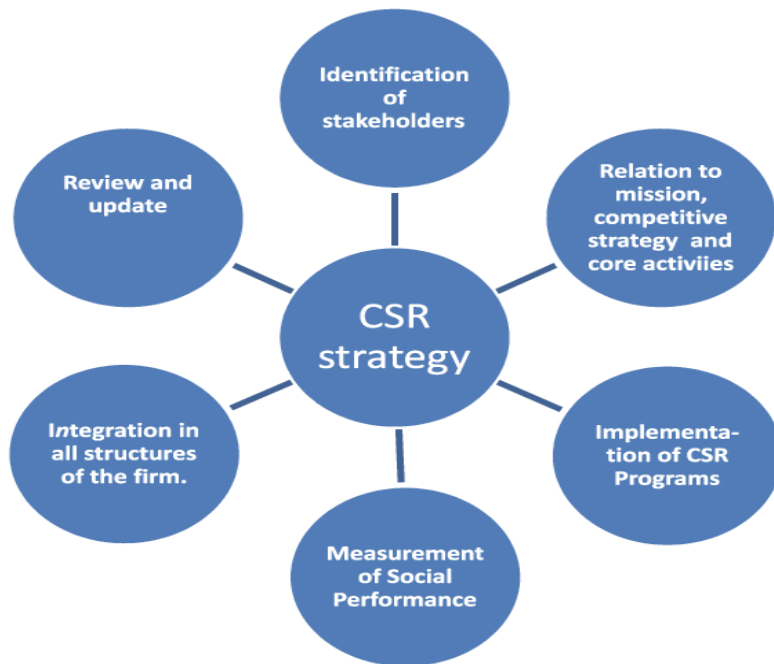 Identification
of
stakeholders
Relation to
mission,
competitive
strategy and
core activiies
Implementa-
tion of CSR
Programs
Measurement
of Social
Performance
Integration in
all structures
of the firm.
Review and
update
CSR
strategy